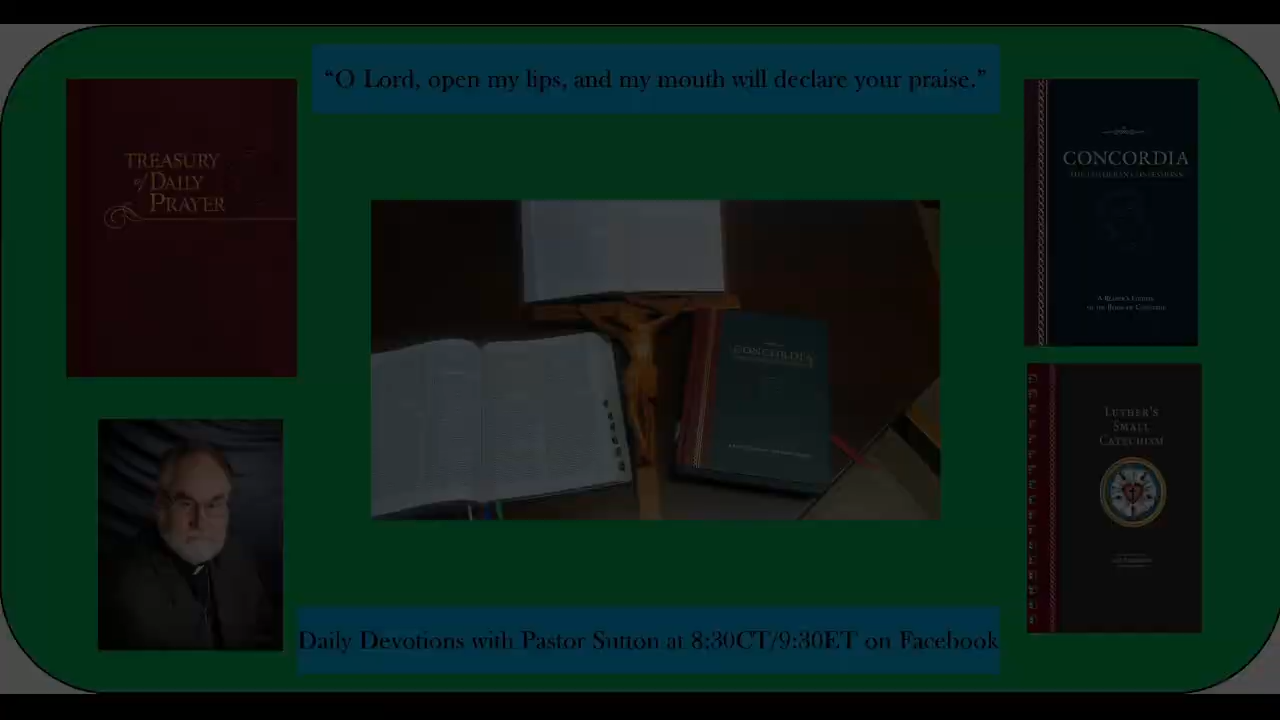 “O Lord, open my lips, and my mouth will declare your praise.”
TREASURY
of DAILY
PRAYER
CONCORDIA
THE LUTHERAN CONFESSIONS
A READER'S EDITION
OF THE BOOK OF CONCORD
CONCORDIA
LUTHER'S
SMALL
CATECHISM
Daily Devotions with Pastor Sutton at 8:30CT/9:30ET on Facebook